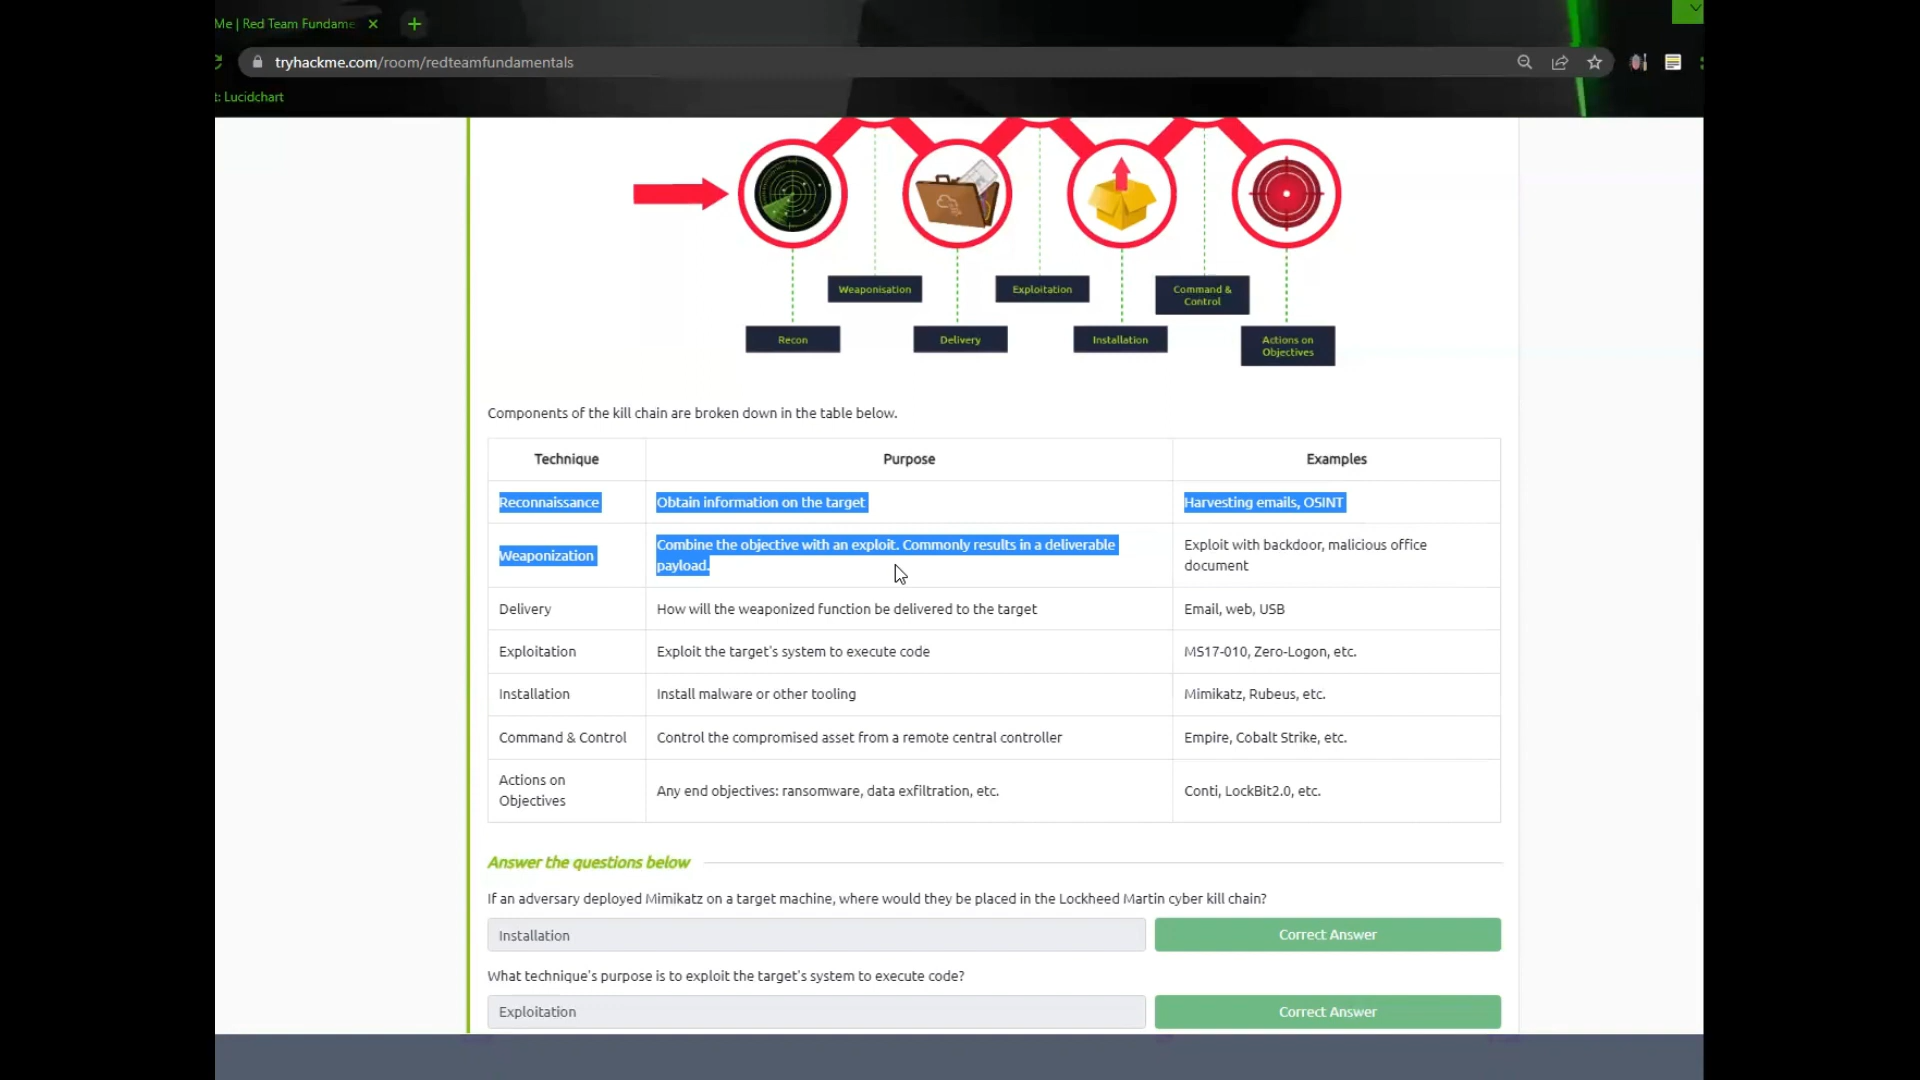 Me | Red Team Fundame
tryhackme.com/room/redteamfundamentals
t: Lucidchart
Weaponisation
Exploitation
Command &
Control
Recon
Delivery
Installation
Actions on
Objectives
Components of the kill chain are broken down in the table below.
Technique Purpose Examples
Reconnaissance Obtain information on the target Harvesting emails, OSINT
Weaponization Combine the objective with an exploit. Commonly results in a deliverable
payload. Exploit with backdoor, malicious office
document
Delivery How will the weaponized function be delivered to the target Email, web, USB
Exploitation Exploit the target's system to execute code MS17-010, Zero-Logon, etc.
Installation Install malware or other tooling Mimikatz, Rubeus, etc.
Command & Control Control the compromised asset from a remote central controller Empire, Cobalt Strike, etc.
Actions on
Objectives Any end objectives: ransomware, data exfiltration, etc. Conti, LockBit2.0, etc.
Answer the questions below
If an adversary deployed Mimikatz on a target machine, where would they be placed in the Lockheed Martin cyber kill chain?
Installation Correct Answer
What technique's purpose is to exploit the target's system to execute code?
Exploitation Correct Answer